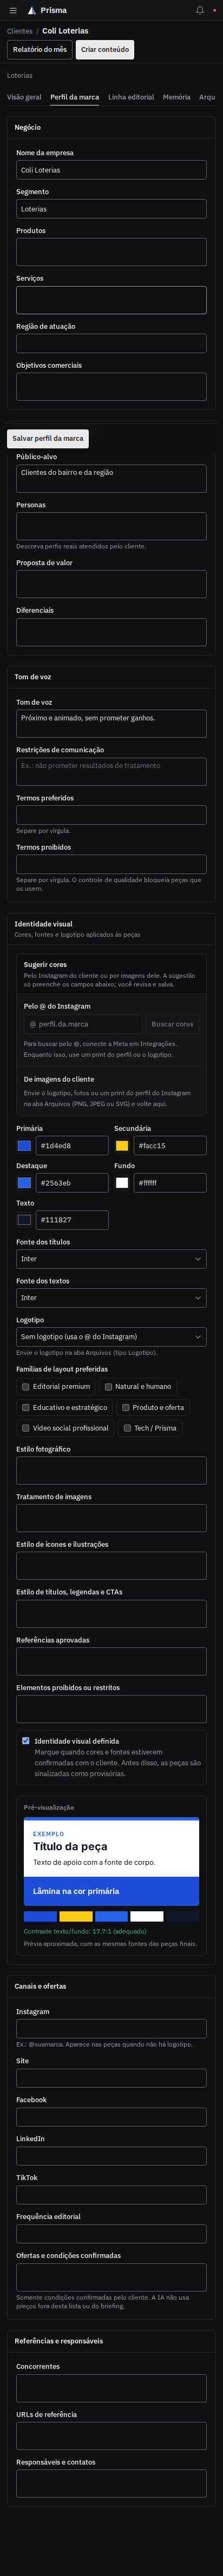 Prisma
Clientes / Coli Loterias
Relatório do mês
Criar conteúdo
Loterias
Visão geral
Perfil da marca
Linha editorial
Memória
Arqu
Negócio
Nome da empresa
Coli Loterias
Segmento
Loterias
Produtos
Serviços
Região de atuação
Objetivos comerciais
Salvar perfil da marca
Público-alvo
Clientes do bairro e da região
Personas
Descreva perfis reais atendidos pelo cliente.
Proposta de valor
Diferenciais
Tom de voz
Tom de voz
Próximo e animado, sem prometer ganhos.
Restrições de comunicação
Ex.: não prometer resultados de tratamento
Termos preferidos
Separe por vírgula.
Termos proibidos
Separe por vírgula. O controle de qualidade bloqueia peças que
os usem.
Identidade visual
Cores, fontes e logotipo aplicados às peças
Sugerir cores
Pelo Instagram do cliente ou por imagens dele. A sugestão
só preenche os campos abaixo; você revisa e salva.
Pelo @ do Instagram
@ perfil.da.marca
Buscar cores
Para buscar pelo @, conecte a Meta em Integrações.
Enquanto isso, use um print do perfil ou o logotipo.
De imagens do cliente
Envie o logotipo, fotos ou um print do perfil do Instagram
na aba Arquivos (PNG, JPEG ou SVG) e volte aqui.
Primária
Secundária
#1d4ed8
#facc15
Destaque
Fundo
#2563eb
#ffffff
Texto
#111827
Fonte dos títulos
Inter
Fonte dos textos
Inter
Logotipo
Sem logotipo (usa o @ do Instagram)
Envie o logotipo na aba Arquivos (tipo Logotipo).
Famílias de layout preferidas
Editorial premium
Natural e humano
Educativo e estratégico
Produto e oferta
Vídeo social profissional
Tech / Prisma
Estilo fotográfico
Tratamento de imagens
Estilo de ícones e ilustrações
Estilo de títulos, legendas e CTAs
Referências aprovadas
Elementos proibidos ou restritos
Identidade visual definida
Marque quando cores e fontes estiverem
confirmadas com o cliente. Antes disso, as peças são
sinalizadas como provisórias.
Pré-visualização
EXEMPLO
Título da peça
Texto de apoio com a fonte de corpo.
Lâmina na cor primária
Contraste texto/fundo: 17.7:1 (adequado)
Prévia aproximada, com as mesmas fontes das peças finais.
Canais e ofertas
Instagram
Ex.: @suamarca. Aparece nas peças quando não há logotipo.
Site
Facebook
LinkedIn
TikTok
Frequência editorial
Ofertas e condições confirmadas
Somente condições confirmadas pelo cliente. A IA não usa
preços fora desta lista ou do briefing.
Referências e responsáveis
Concorrentes
URLs de referência
Responsáveis e contatos